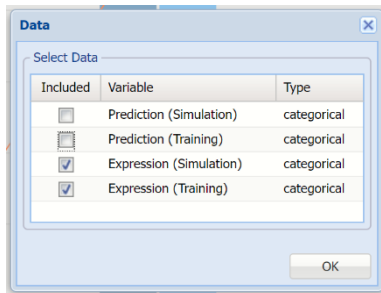 Data
Select Data
Included Variable Type
Prediction (Simulation) categorical
Prediction (Training) categorical
Expression (Simulation) categorical
Expression (Training) categorical
OK